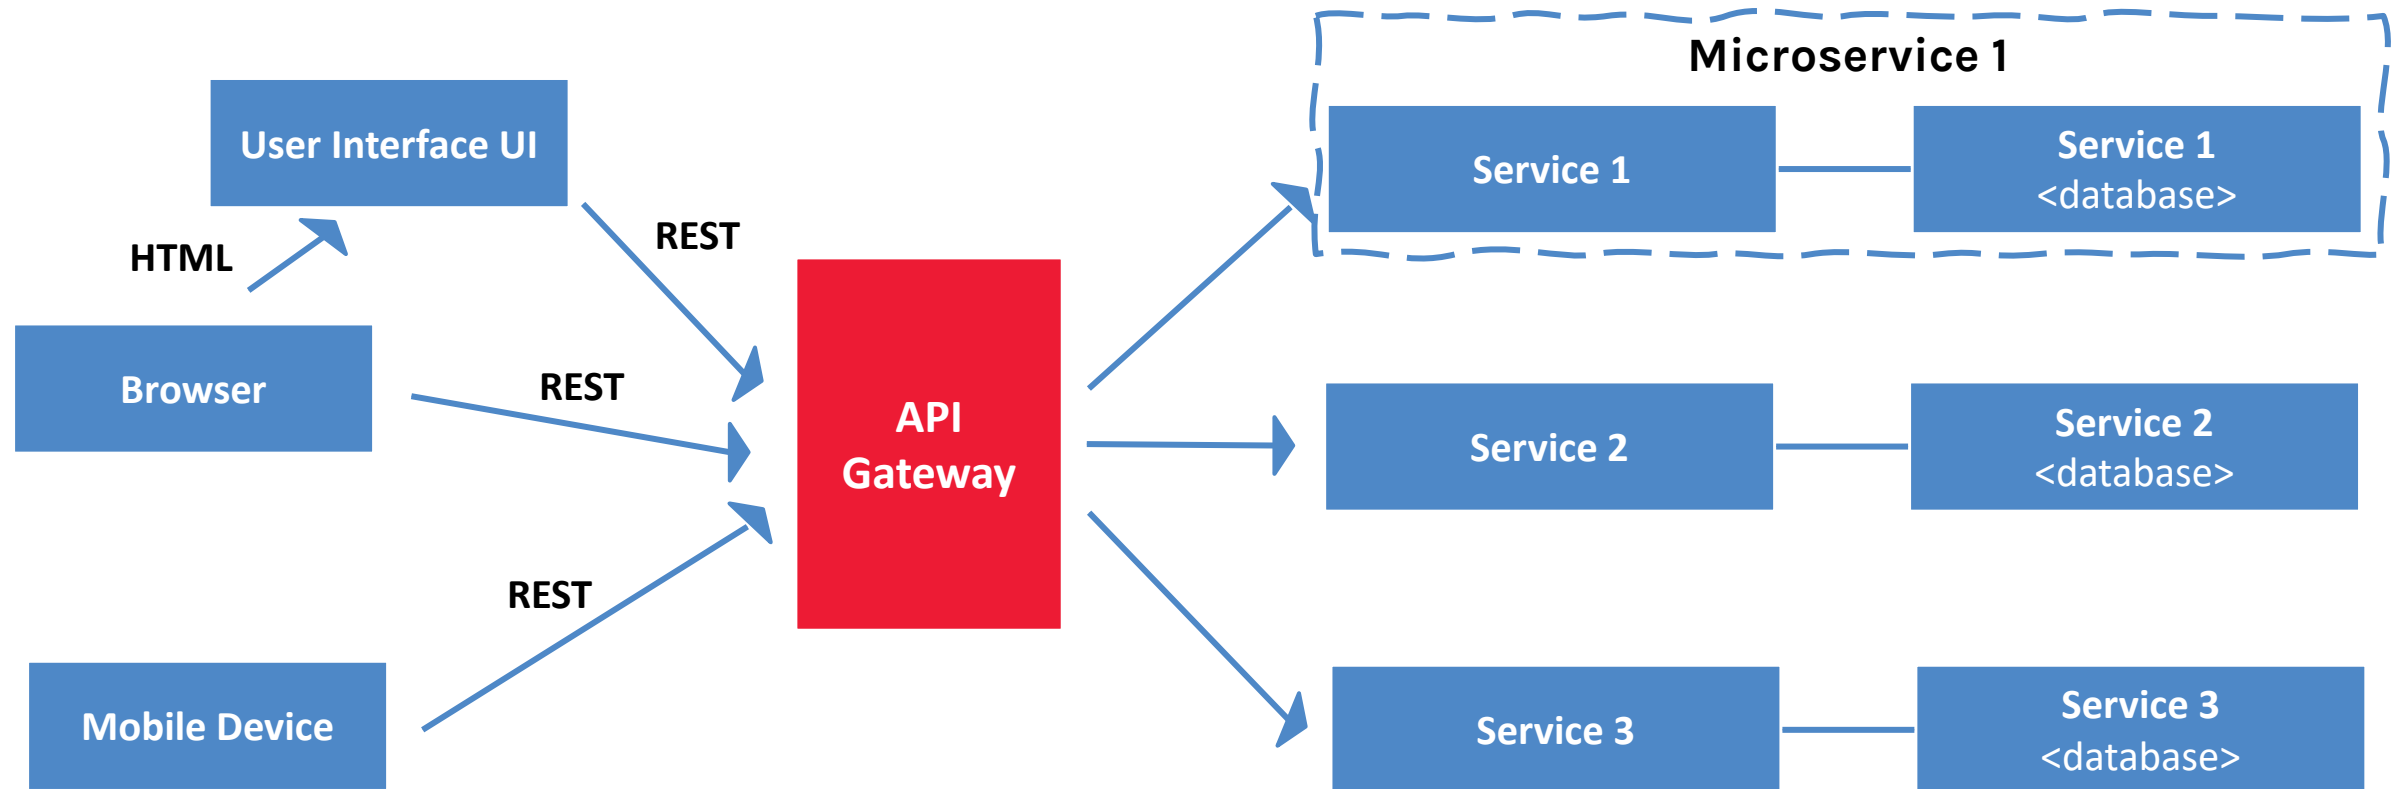 Microservice 1
User Interface UI
Service 1
Service 1
<database>
HTML
REST
Browser
REST
API
Gateway
Service 2
Service 2
<database>
REST
Mobile Device
Service 3
Service 3
<database>